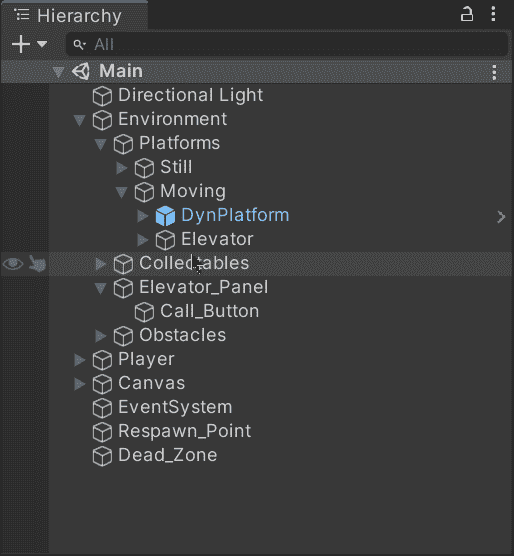 Hierarchy
All
Main
Directional Light
Environment
Platforms
Still
Moving
DynPlatform
Elevator
Collectables
Elevator_Panel
Call_Button
Obstacles
Player
Canvas
EventSystem
Respawn_Point
Dead_Zone